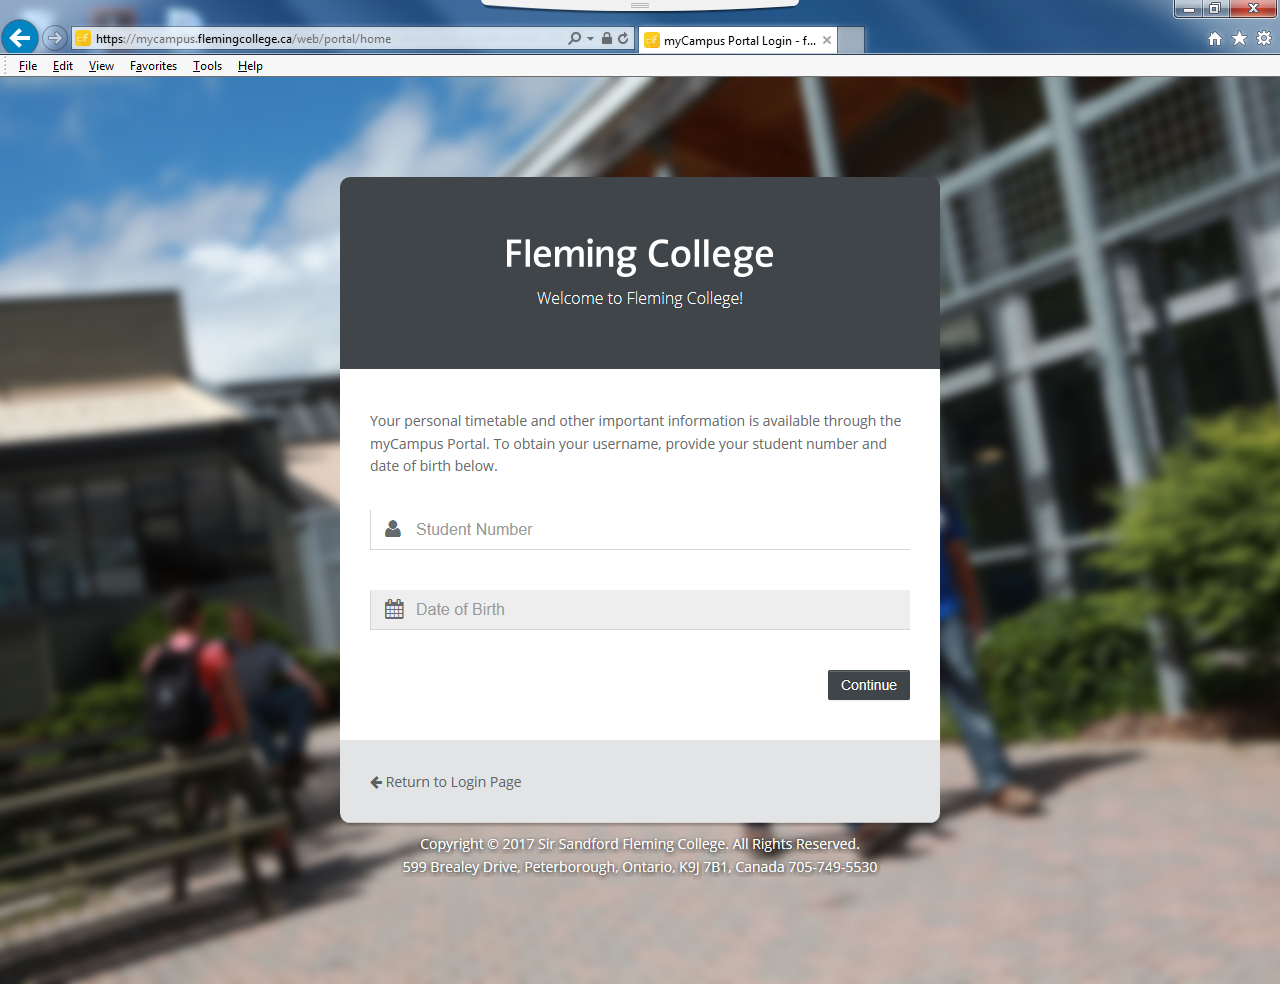 https://mycampus.flemingcollege.ca/web/portal/home
myCampus Portal Login - f...
File Edit View Favorites Tools Help
Fleming College
Welcome to Fleming College!
Your personal timetable and other important information is available through the
myCampus Portal. To obtain your username, provide your student number and
date of birth below.
Student Number
Date of Birth
Continue
Return to Login Page
Copyright © 2017 Sir Sandford Fleming College. All Rights Reserved.
599 Brealey Drive, Peterborough, Ontario, K9J 7B1, Canada 705-749-5530